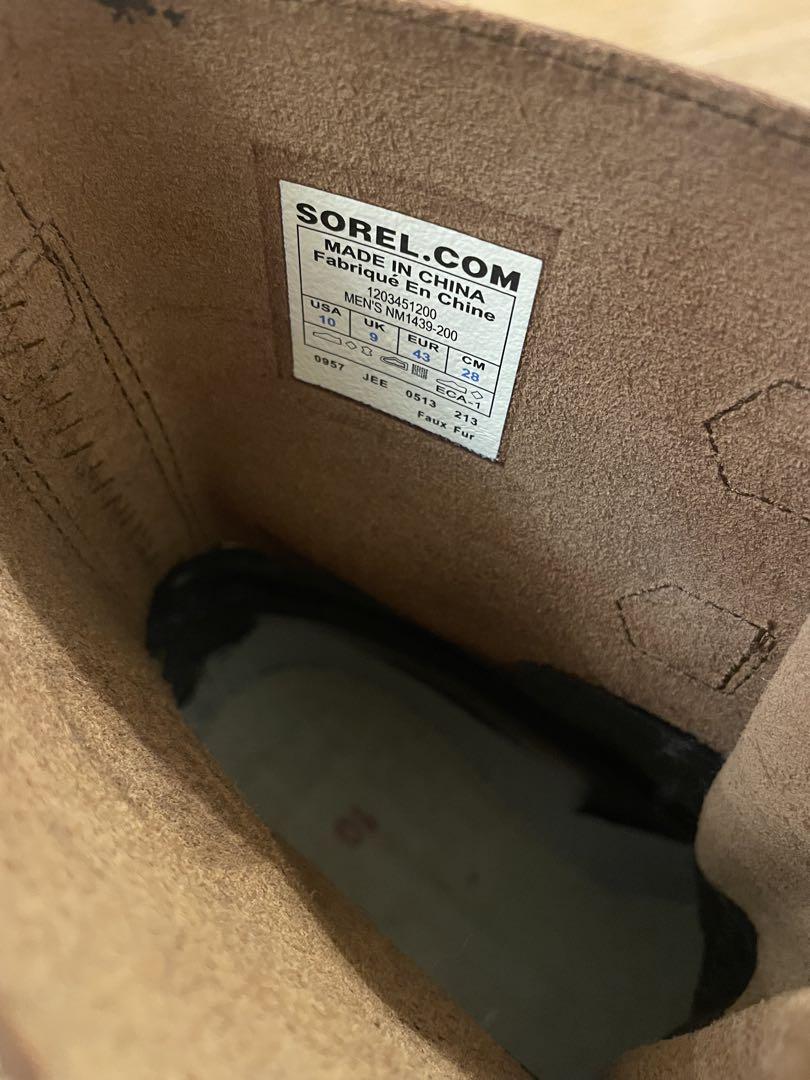 SOREL.COM
MADE IN CHINA
Fabriqué En Chine
1203451200
MEN'S NM1439-200
USA UK EUR CM
10 9 43 28
ECA-1
0957 JEE 0513 213
Faux Fur
10